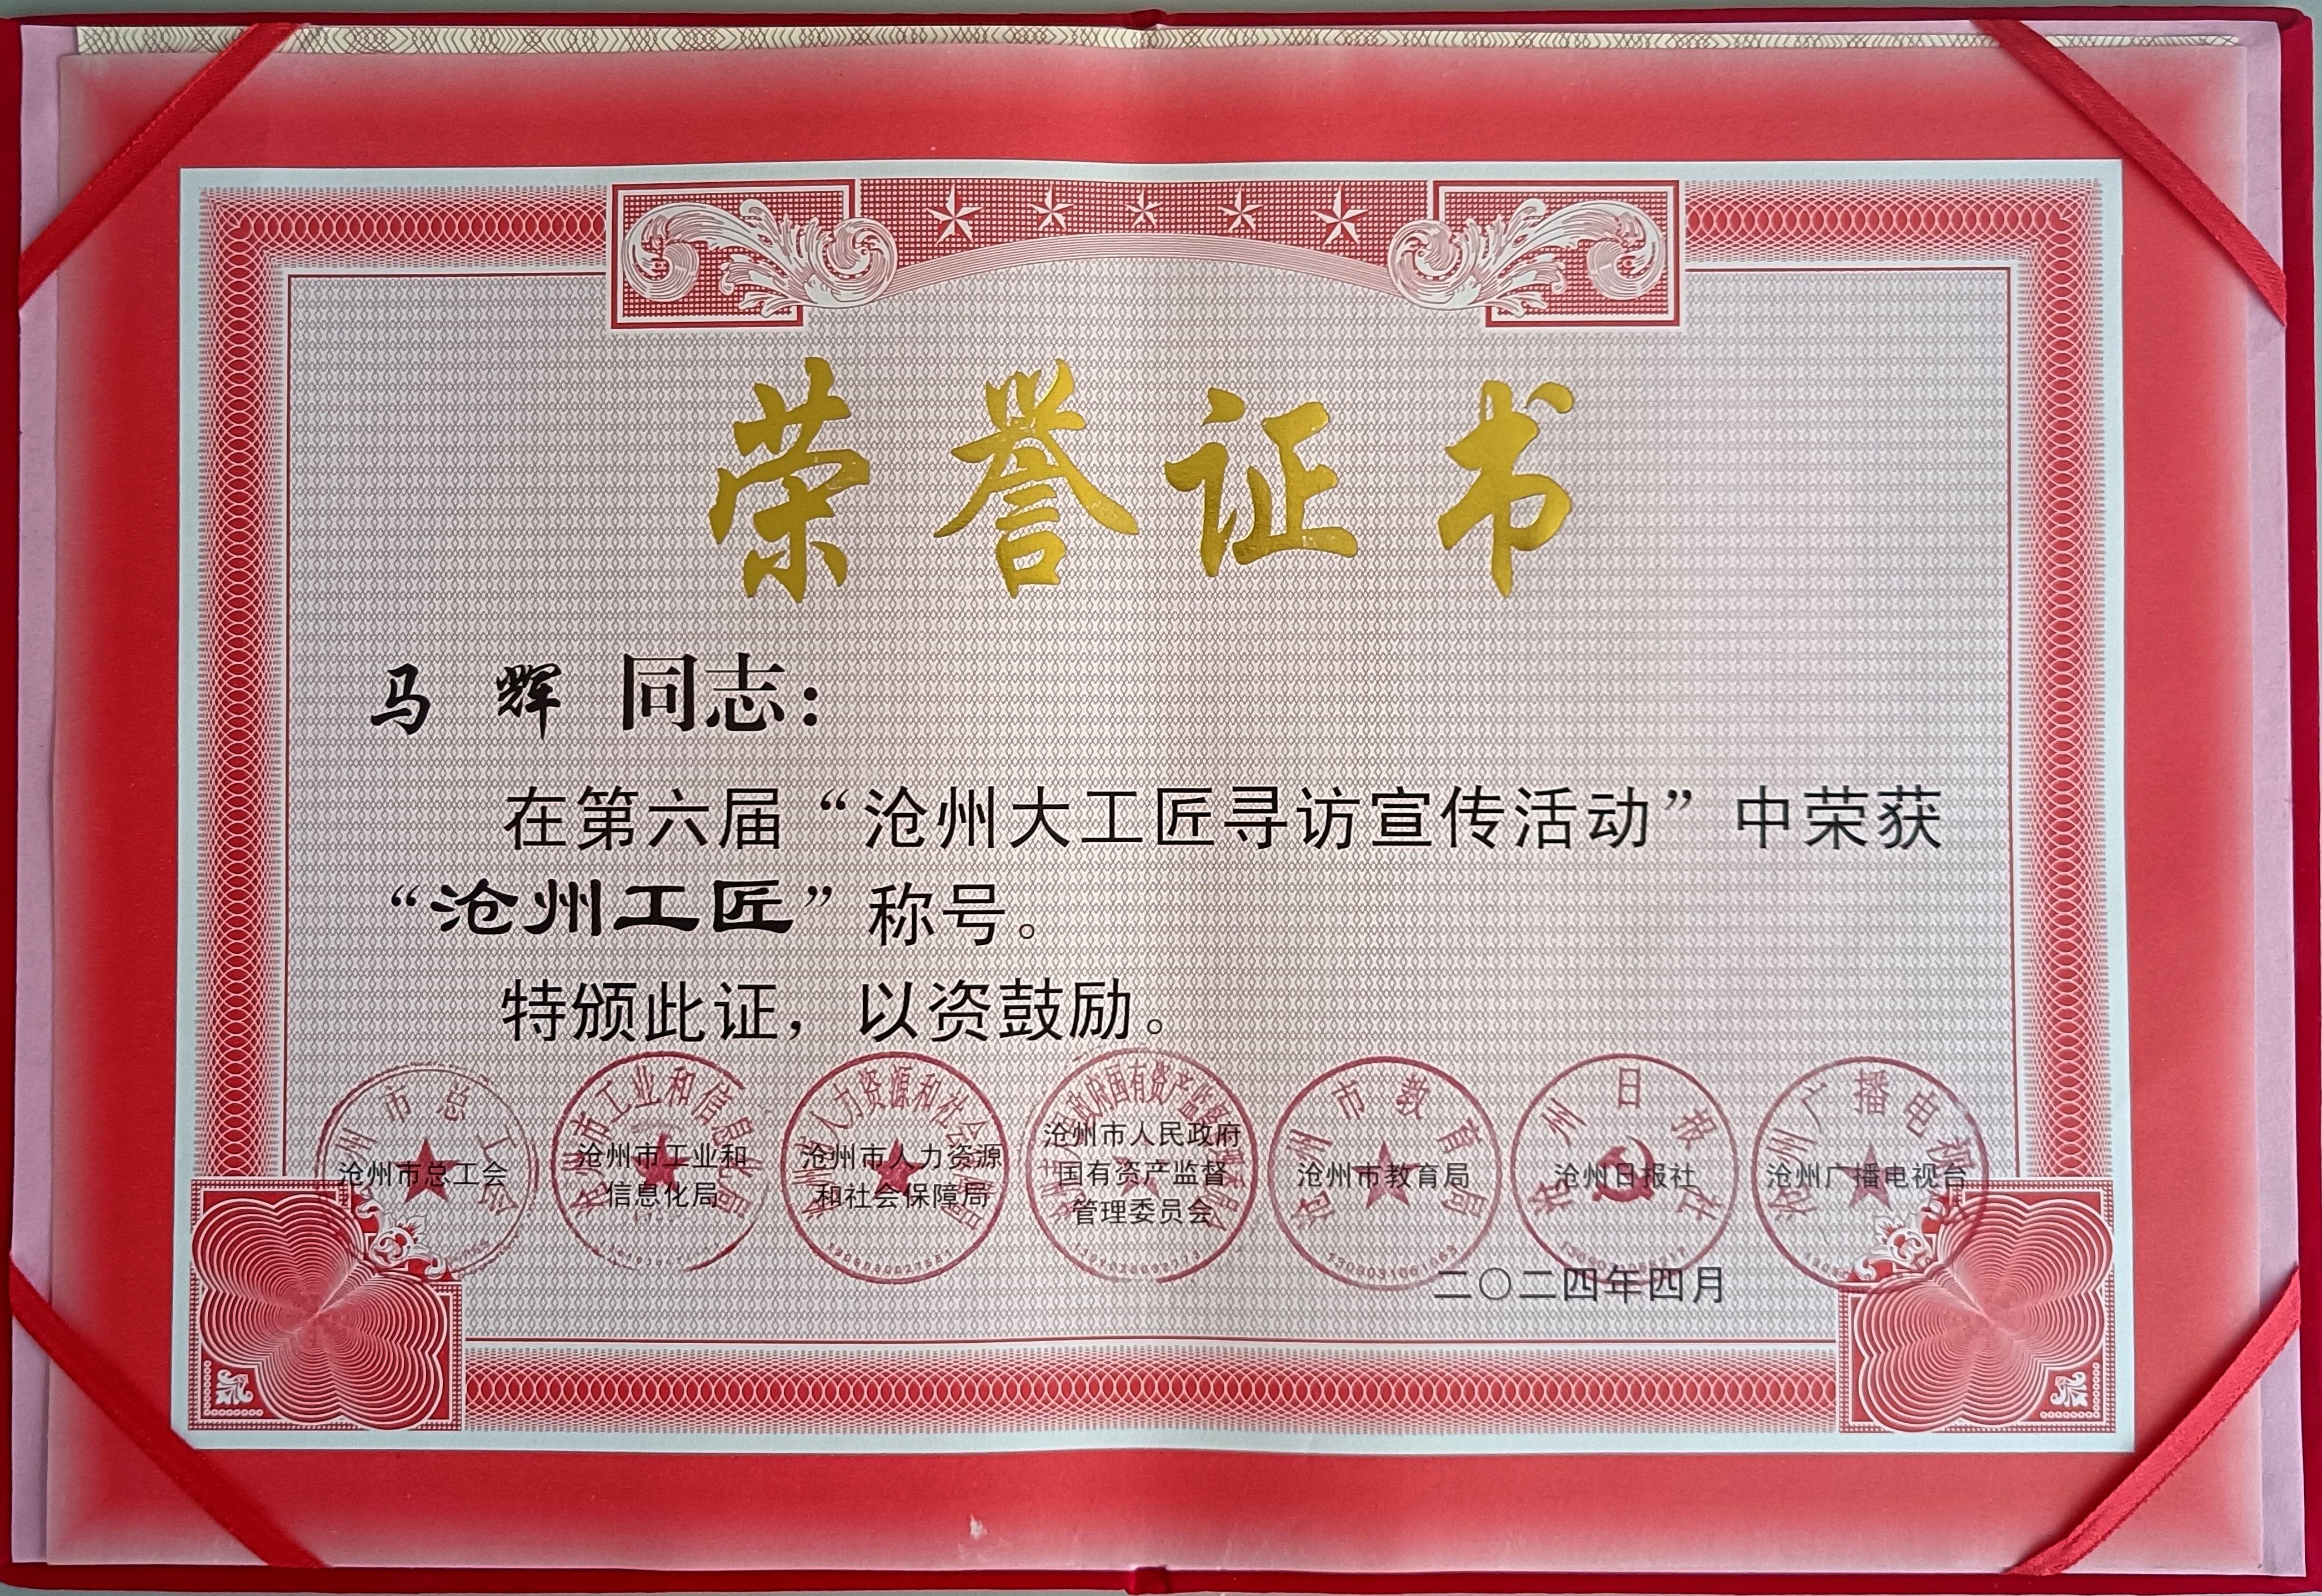 荣誉证书
马 辉 同志：
在第六届“沧州大工匠寻访宣传活动”中荣获
“沧州工匠”称号。
特颁此证，以资鼓励。
沧州市总工会
沧州市工业和
信息化局
沧州市人力资源
和社会保障局
沧州市人民政府
国有资产监督
管理委员会
沧州市教育局
沧州日报社
沧州广播电视台
二〇二四年四月